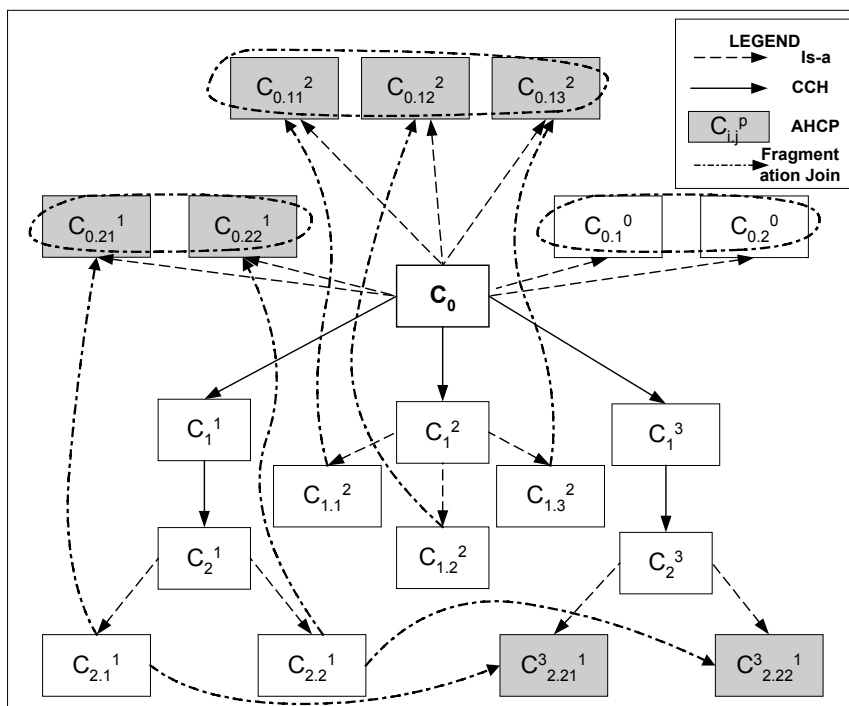 C0.11^2 C0.12^2 C0.13^2
LEGEND
Is-a
CCH
Ci.j^p AHCP
Fragment
ation Join
C0.21^1 C0.22^1 C0.1^0 C0.2^0
C0
C1^1 C1^2 C1^3
C1.1^2 C1.3^2
C2^1 C1.2^2 C2^3
C2.1^1 C2.2^1 C^3 2.21^1 C^3 2.22^1